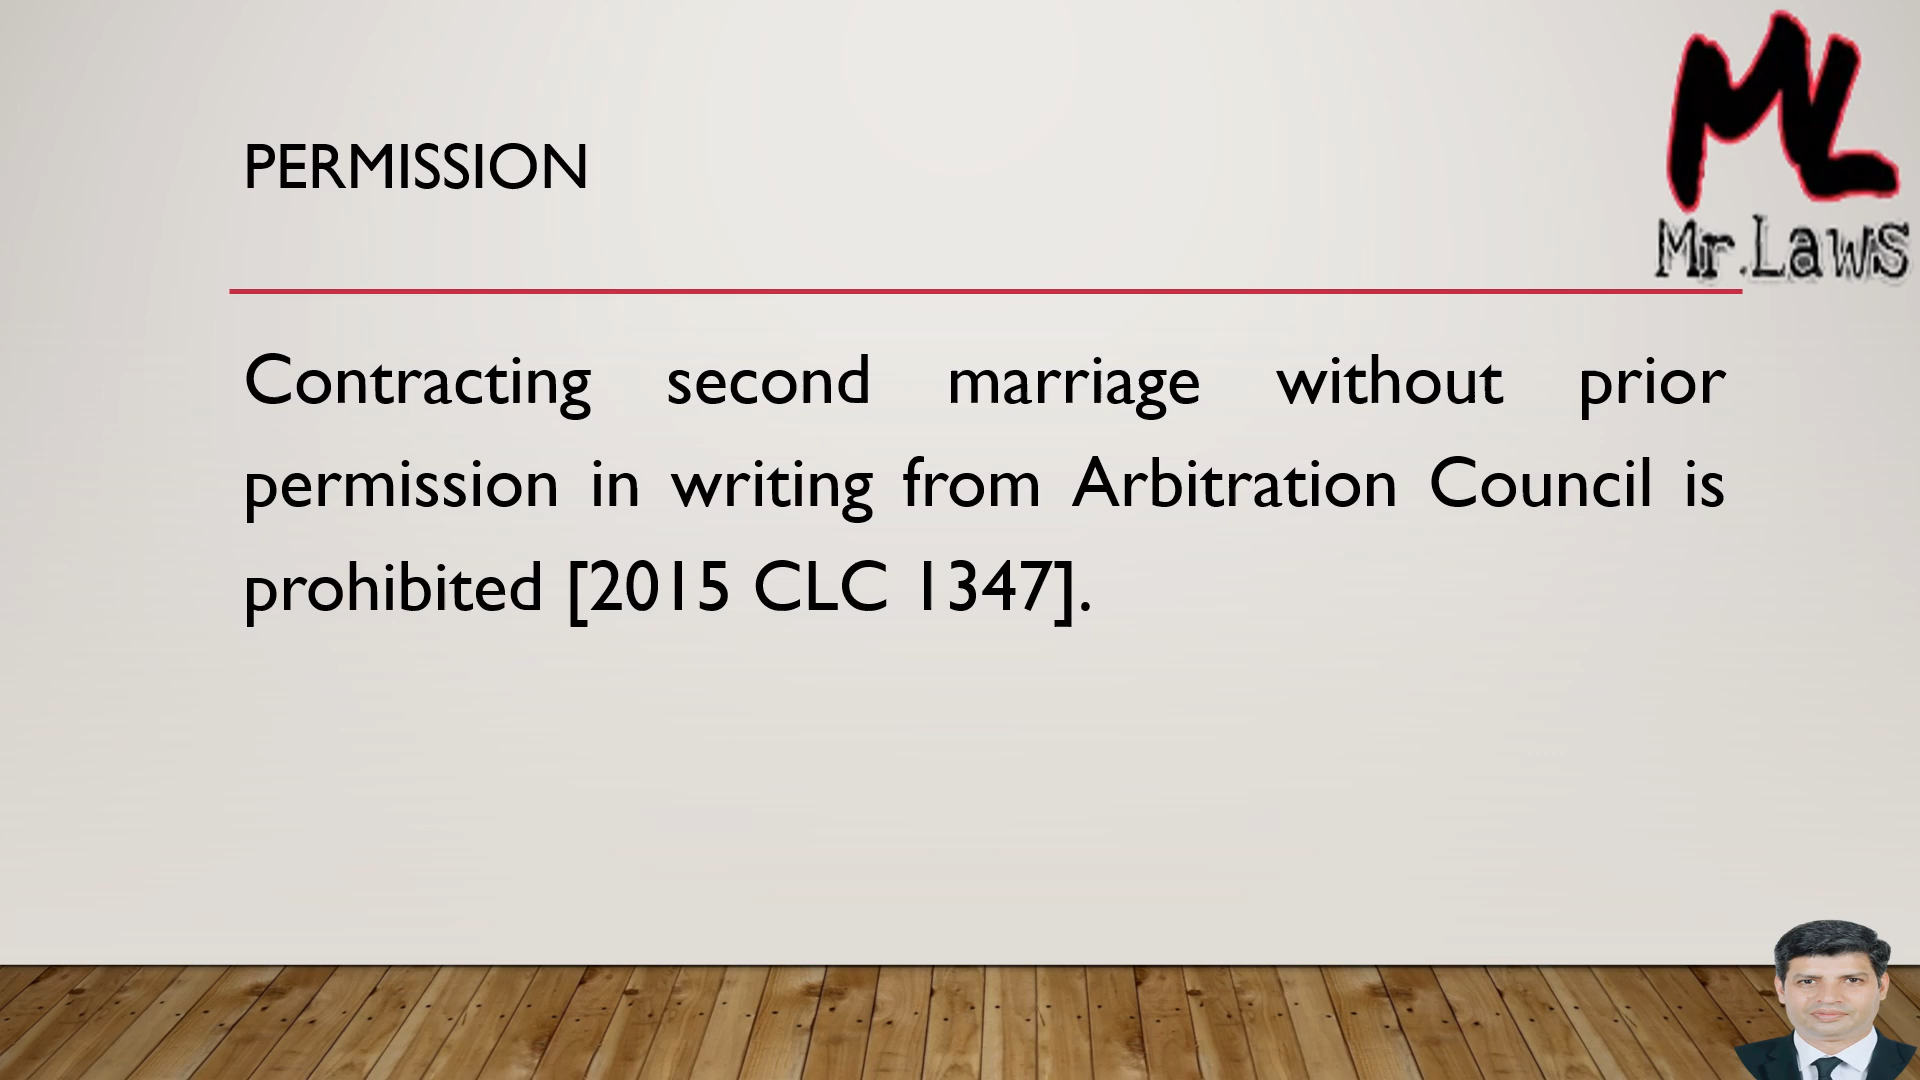 PERMISSION
ML
Mr.Laws
Contracting second marriage without prior
permission in writing from Arbitration Council is
prohibited [2015 CLC 1347].